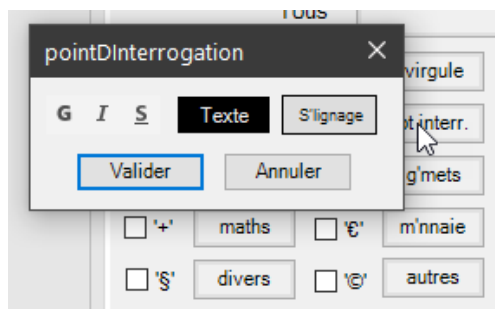 Tous
pointDInterrogation ×
virgule
G I S Texte S'lignage
pt interr.
Valider Annuler
g'mets
'+' maths '€' m'nnaie
'§' divers '©' autres